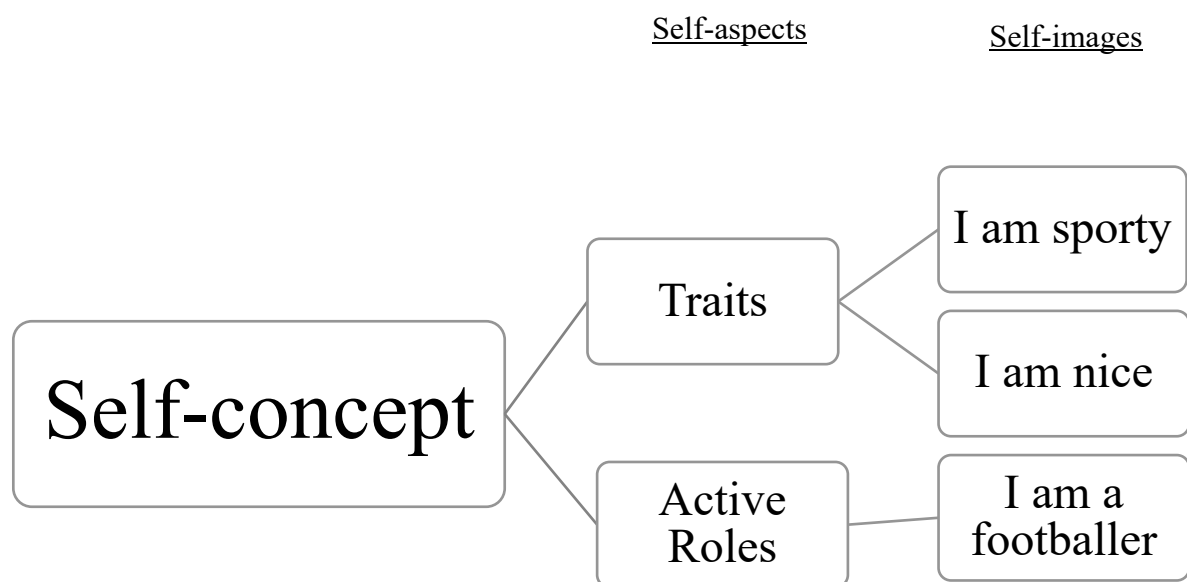 Self-aspects
Self-images
I am sporty
Traits
I am nice
Self-concept
Active
Roles
I am a
footballer